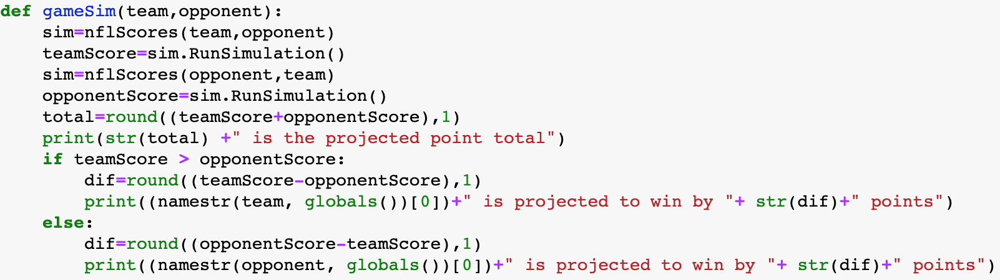 def gameSim(team,opponent):
    sim=nflScores(team,opponent)
    teamScore=sim.RunSimulation()
    sim=nflScores(opponent,team)
    opponentScore=sim.RunSimulation()
    total=round((teamScore+opponentScore),1)
    print(str(total) +" is the projected point total")
    if teamScore > opponentScore:
        dif=round((teamScore-opponentScore),1)
        print((namestr(team, globals())[0])+" is projected to win by "+ str(dif)+" points")
    else:
        dif=round((opponentScore-teamScore),1)
        print((namestr(opponent, globals())[0])+" is projected to win by "+ str(dif)+" points")